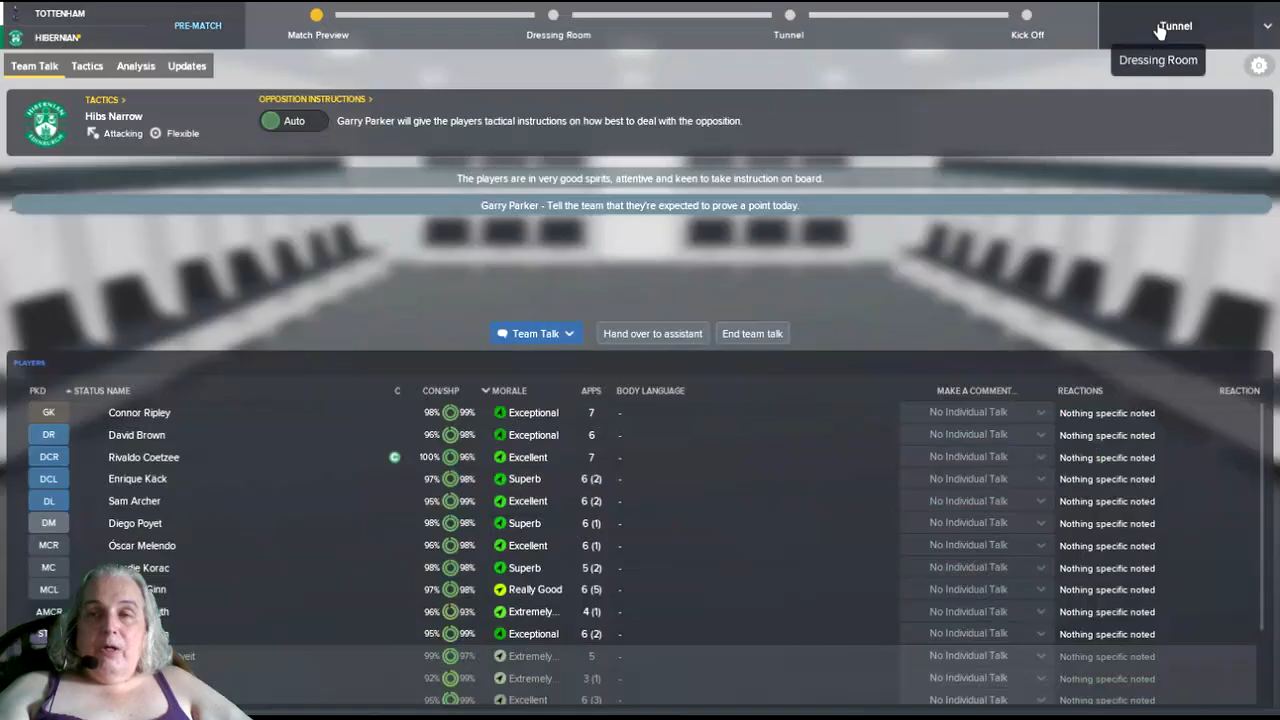 TOTTENHAM
HIBERNIAN
PRE-MATCH
Match Preview
Dressing Room
Tunnel
Kick Off
Tunnel
Dressing Room
Team Talk Tactics Analysis Updates
TACTICS >
Hibs Narrow
Attacking Flexible
OPPOSITION INSTRUCTIONS >
Auto Garry Parker will give the players tactical instructions on how best to deal with the opposition.
The players are in very good spirits, attentive and keen to take instruction on board.
Garry Parker - Tell the team that they're expected to prove a point today.
Team Talk Hand over to assistant End team talk
PLAYERS
PKD STATUS NAME C CON/SHP MORALE APPS BODY LANGUAGE MAKE A COMMENT... REACTIONS REACTION
GK Connor Ripley 98% 99% Exceptional 7 - No Individual Talk Nothing specific noted
DR David Brown 96% 98% Exceptional 6 - No Individual Talk Nothing specific noted
DCR Rivaldo Coetzee C 100% 96% Excellent 7 - No Individual Talk Nothing specific noted
DCL Enrique Käck 97% 98% Superb 6 (2) - No Individual Talk Nothing specific noted
DL Sam Archer 95% 99% Excellent 6 (2) - No Individual Talk Nothing specific noted
DM Diego Poyet 98% 98% Superb 6 (1) - No Individual Talk Nothing specific noted
MCR Óscar Melendo 96% 98% Excellent 6 (1) - No Individual Talk Nothing specific noted
MC Korac 98% 98% Superb 5 (2) - No Individual Talk Nothing specific noted
MCL Ginn 97% 98% Really Good 6 (5) - No Individual Talk Nothing specific noted
AMCR 96% 93% Extremely... 4 (1) - No Individual Talk Nothing specific noted
95% 99% Exceptional 6 (2) - No Individual Talk Nothing specific noted
99% 97% Extremely... 5 - No Individual Talk Nothing specific noted
92% 99% Extremely... 3 (1) - No Individual Talk Nothing specific noted
95% 99% Excellent 6 (3) - No Individual Talk Nothing specific noted